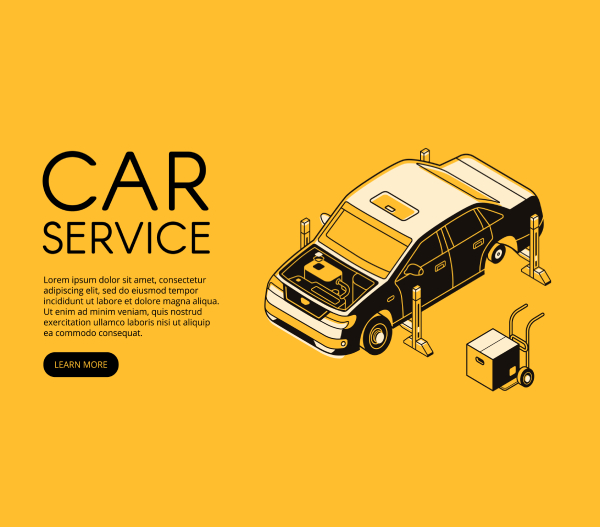 CAR
SERVICE
Lorem ipsum dolor sit amet, consectetur
adipiscing elit, sed do eiusmod tempor
incididunt ut labore et dolore magna aliqua.
Ut enim ad minim veniam, quis nostrud
exercitation ullamco laboris nisi ut aliquip
ea commodo consequat.
LEARN MORE